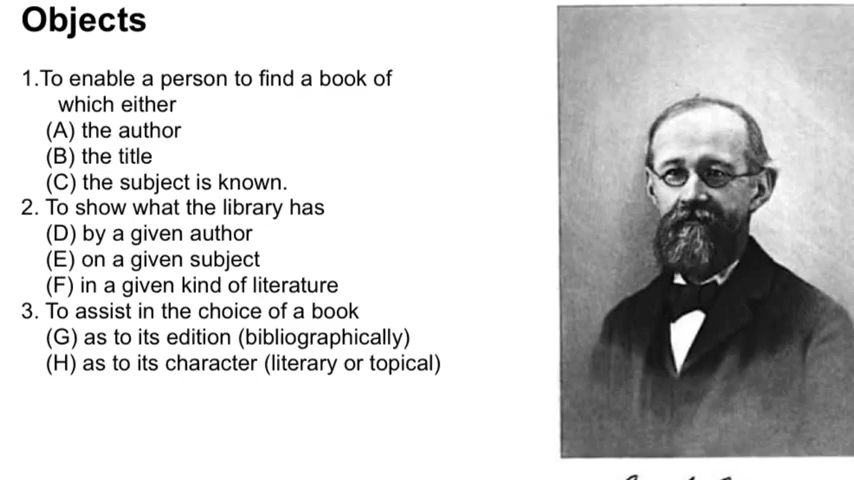 Objects
1.To enable a person to find a book of
which either
(A) the author
(B) the title
(C) the subject is known.
2. To show what the library has
(D) by a given author
(E) on a given subject
(F) in a given kind of literature
3. To assist in the choice of a book
(G) as to its edition (bibliographically)
(H) as to its character (literary or topical)